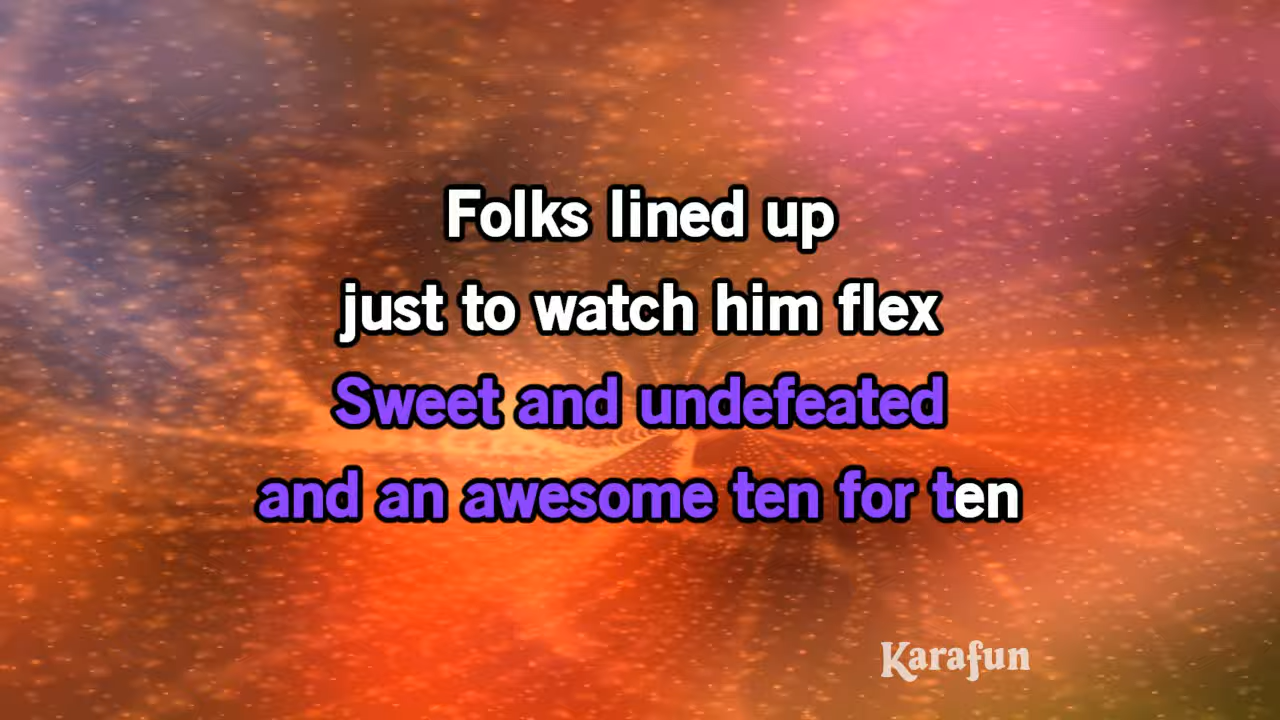 Folks lined up
just to watch him flex
Sweet and undefeated
and an awesome ten for ten
Karafun